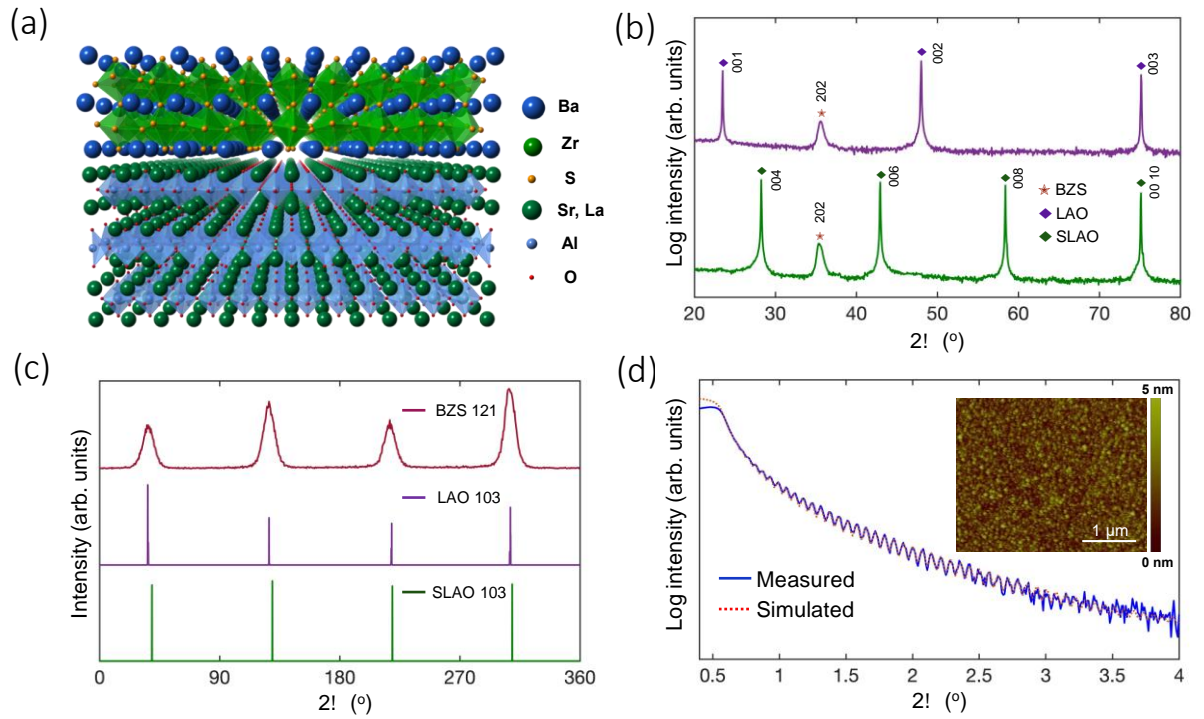 (a)
Ba
Zr
S
Sr, La
Al
O
(b)
Log intensity (arb. units)
001
202
002
003
004
202
006
008
00 10
BZS
LAO
SLAO
20 30 40 50 60 70 80
2! (o)
(c)
Intensity (arb. units)
BZS 121
LAO 103
SLAO 103
0 90 180 270 360
2! (o)
(d)
Log intensity (arb. units)
5 nm
1 µm
0 nm
Measured
Simulated
0.5 1 1.5 2 2.5 3 3.5 4
2! (o)